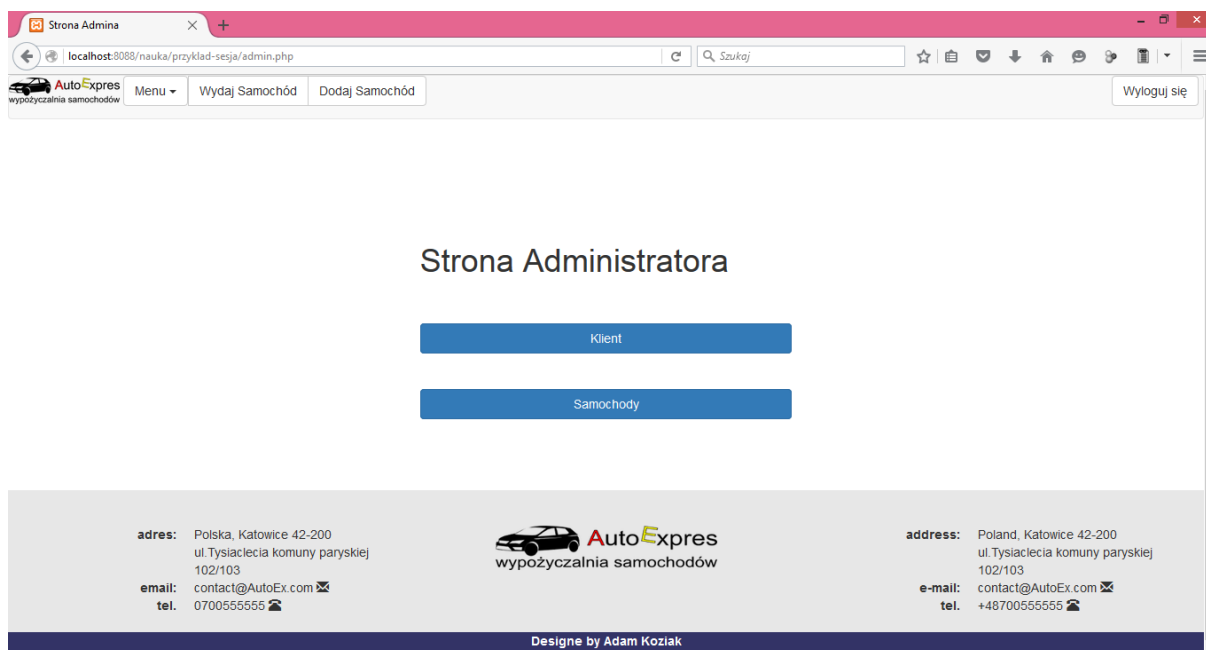 Strona Admina
localhost:8088/nauka/przyklad-sesja/admin.php
Szukaj
AutoExpres
wypożyczalnia samochodów
Menu
Wydaj Samochód
Dodaj Samochód
Wyloguj się
Strona Administratora
Klient
Samochody
adres: Polska, Katowice 42-200
ul.Tysiaclecia komuny paryskiej
102/103
email: contact@AutoEx.com
tel. 0700555555
AutoExpres
wypożyczalnia samochodów
address: Poland, Katowice 42-200
ul.Tysiaclecia komuny paryskiej
102/103
e-mail: contact@AutoEx.com
tel. +48700555555
Designe by Adam Koziak